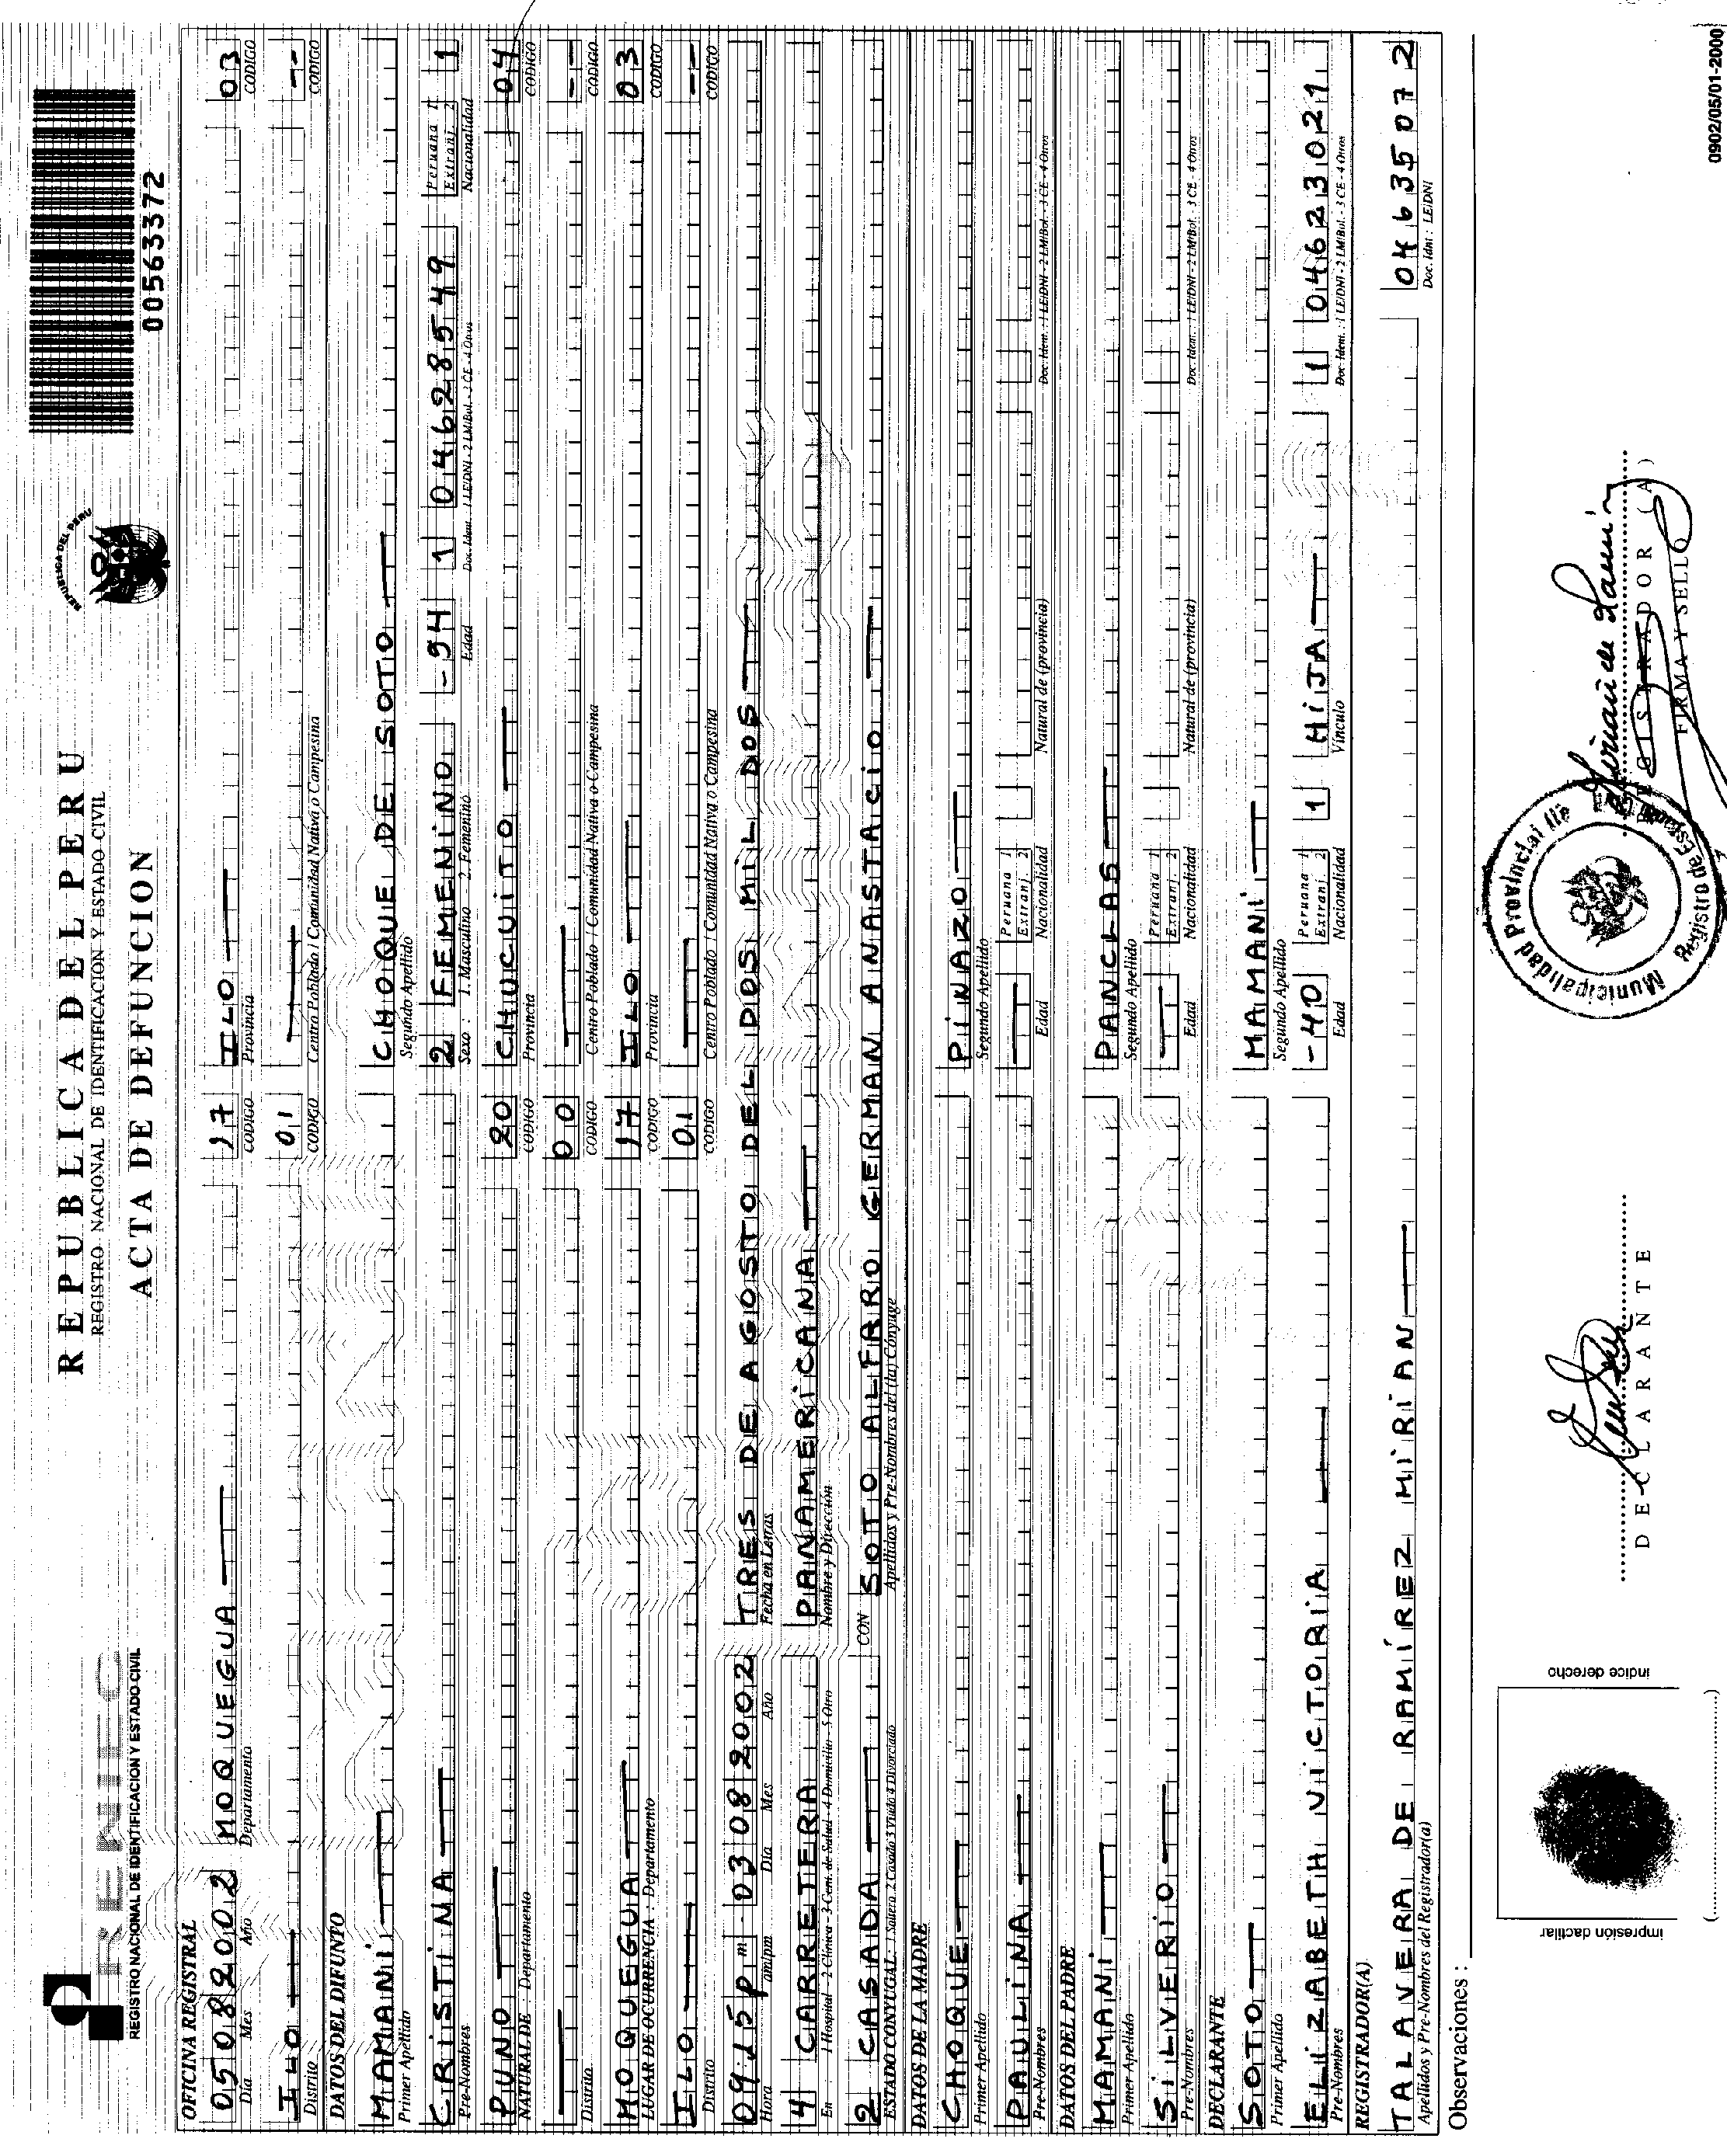 RENIEC
REGISTRO NACIONAL DE IDENTIFICACION Y ESTADO CIVIL
REPUBLICA DEL PERU
REGISTRO NACIONAL DE IDENTIFICACION Y ESTADO CIVIL
ACTA DE DEFUNCION
REPUBLICA DEL PERU
00563372
OFICINA REGISTRAL
05 08 2002 MOQUEGUA 17 ILO 03
Día Mes Año Departamento CODIGO Provincia CODIGO
ILO 01 --
Distrito CODIGO Centro Poblado / Comunidad Nativa o Campesina CODIGO
DATOS DEL DIFUNTO
MAMANI CHOQUE DE SOTO
Primer Apellido Segundo Apellido
CRISTINA 2 FEMENINO -54 1 04628549 Peruana 1 Extranj. 2 1
Pre-Nombres Sexo : 1. Masculino 2. Femenino Edad Doc. Ident. 1 LE/DNI - 2 LM/Bol. - 3 CE - 4 Otros Nacionalidad
PUNO 20 CHUCUITO 04
NATURAL DE Departamento CODIGO Provincia CODIGO
00 --
Distrito CODIGO Centro Poblado / Comunidad Nativa o Campesina CODIGO
MOQUEGUA 17 ILO 03
LUGAR DE OCURRENCIA : Departamento CODIGO Provincia CODIGO
ILO 01 --
Distrito CODIGO Centro Poblado / Comunidad Nativa o Campesina CODIGO
09:15 pm 03 08 2002 TRES DE AGOSTO DEL DOS MIL DOS
Hora am/pm Día Mes Año Fecha en Letras
4 CARRETERA PANAMERICANA
En 1 Hospital - 2 Clínica - 3 Cent. de Salud - 4 Domicilio - 5 Otro Nombre y Dirección
2 CASADA CON SOTO ALFARO GERMAN ANASTACIO
ESTADO CONYUGAL: 1 Soltero 2 Casado 3 Viudo 4 Divorciado Apellidos y Pre-Nombres del (la) Cónyuge
DATOS DE LA MADRE
CHOQUE PINAZO
Primer Apellido Segundo Apellido
PAULINA Peruana 1 Extranj. 2
Pre-Nombres Edad Nacionalidad Natural de (provincia) Doc. Ident. : 1 LE/DNI - 2 LM/Bol. - 3 CE - 4 Otros
DATOS DEL PADRE
MAMANI PANCLAS
Primer Apellido Segundo Apellido
SILVERIO Peruana 1 Extranj. 2
Pre-Nombres Edad Nacionalidad Natural de (provincia) Doc. Ident. : 1 LE/DNI - 2 LM/Bol. - 3 CE - 4 Otros
DECLARANTE
SOTO MAMANI
Primer Apellido Segundo Apellido
ELIZABETH VICTORIA -40 Peruana 1 Extranj. 2 1 HIJA 1 04623021
Pre-Nombres Edad Nacionalidad Vínculo Doc. Ident. : 1 LE/DNI - 2 LM/Bol. - 3 CE - 4 Otros
REGISTRADOR(A)
TALAVERA DE RAMÍREZ MIRIAN 04635072
Apellidos y Pre-Nombres del Registrador(a) Doc. Idnt : LE/DNI
Observaciones :
impresión dactilar
índice derecho
DECLARANTE
Municipalidad Provincial
Registro de Estado
REGISTRADOR (A)
FIRMA Y SELLO
0902/05/01-2000